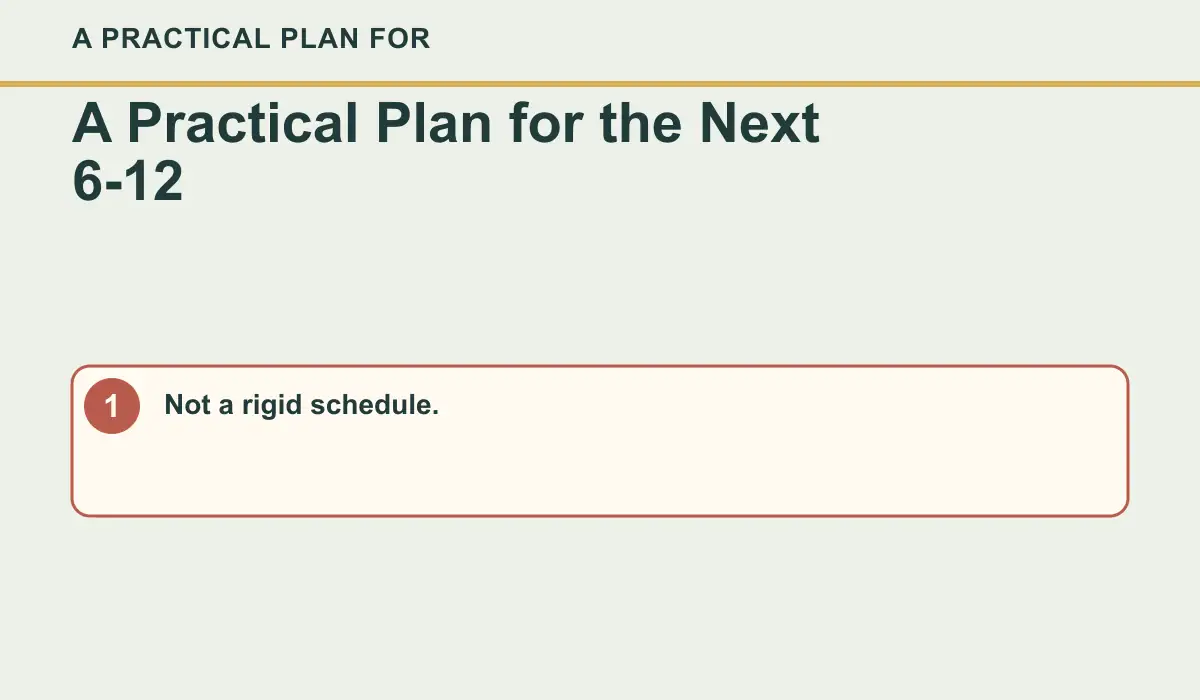 A PRACTICAL PLAN FOR
A Practical Plan for the Next
6-12
1 Not a rigid schedule.